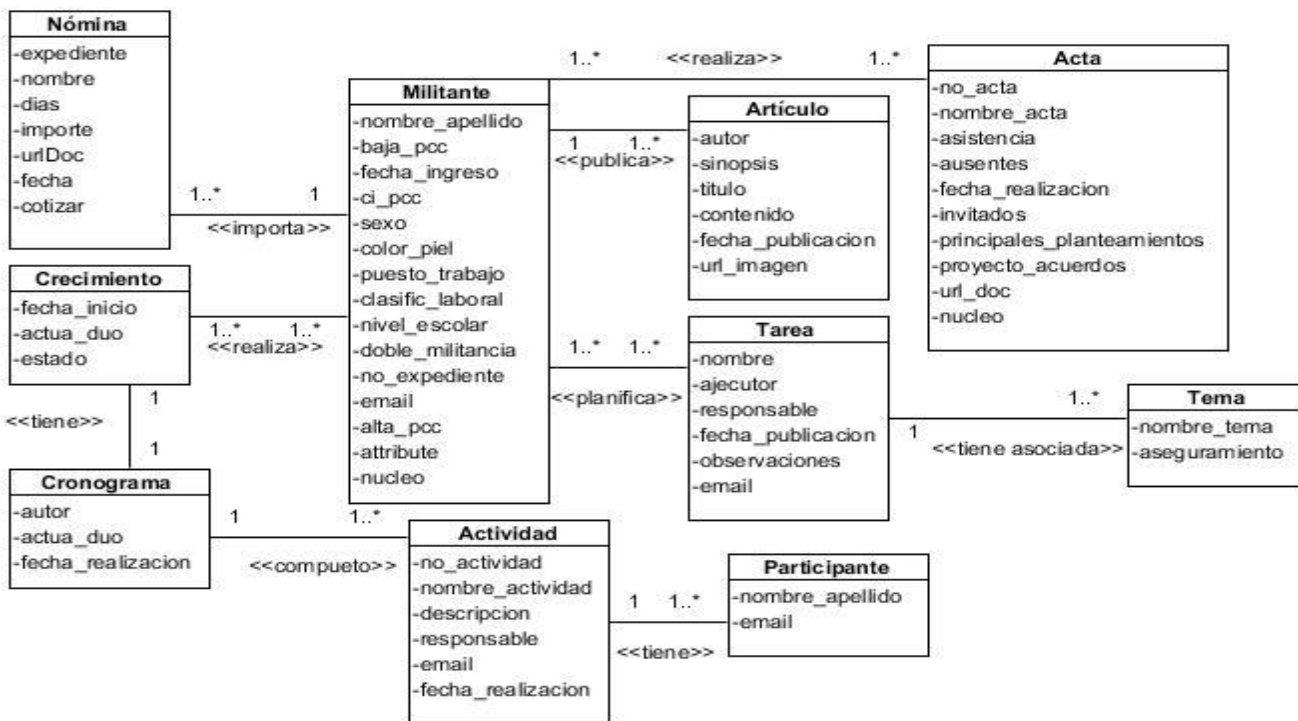 Nómina
-expediente
-nombre
-dias
-importe
-urlDoc
-fecha
-cotizar
1..* 1
<<importa>>
Crecimiento
-fecha_inicio
-actua_duo
-estado
1..* 1..*
<<realiza>>
1
<<tiene>>
1
Cronograma
-autor
-actua_duo
-fecha_realizacion
1 1..*
<<compueto>>
Militante
-nombre_apellido
-baja_pcc
-fecha_ingreso
-ci_pcc
-sexo
-color_piel
-puesto_trabajo
-clasific_laboral
-nivel_escolar
-doble_militancia
-no_expediente
-email
-alta_pcc
-attribute
-nucleo
1..* <<realiza>> 1..*
1 1..*
<<publica>>
1..* 1..*
<<planifica>>
Artículo
-autor
-sinopsis
-titulo
-contenido
-fecha_publicacion
-url_imagen
Tarea
-nombre
-ajecutor
-responsable
-fecha_publicacion
-observaciones
-email
Acta
-no_acta
-nombre_acta
-asistencia
-ausentes
-fecha_realizacion
-invitados
-principales_planteamientos
-proyecto_acuerdos
-url_doc
-nucleo
1..*
1
<<tiene asociada>>
Tema
-nombre_tema
-aseguramiento
Actividad
-no_actividad
-nombre_actividad
-descripcion
-responsable
-email
-fecha_realizacion
1 1..*
<<tiene>>
Participante
-nombre_apellido
-email